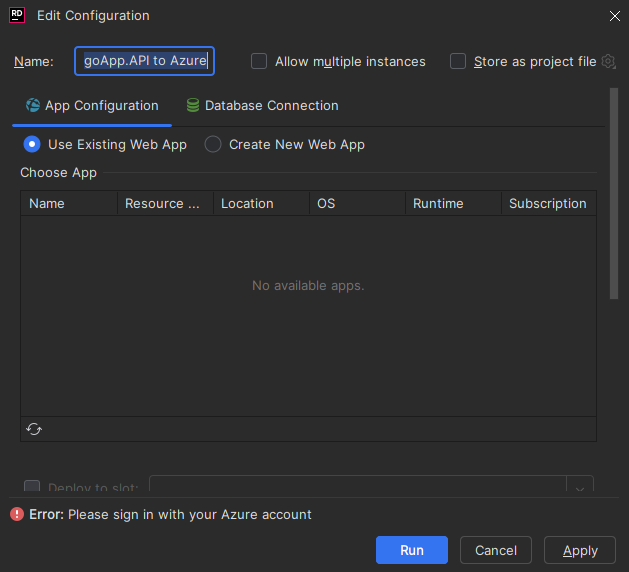 RD Edit Configuration
Name: goApp.API to Azure Allow multiple instances Store as project file
App Configuration Database Connection
Use Existing Web App Create New Web App
Choose App
Name Resource ... Location OS Runtime Subscription
No available apps.
Deploy to slot:
Error: Please sign in with your Azure account
Run Cancel Apply